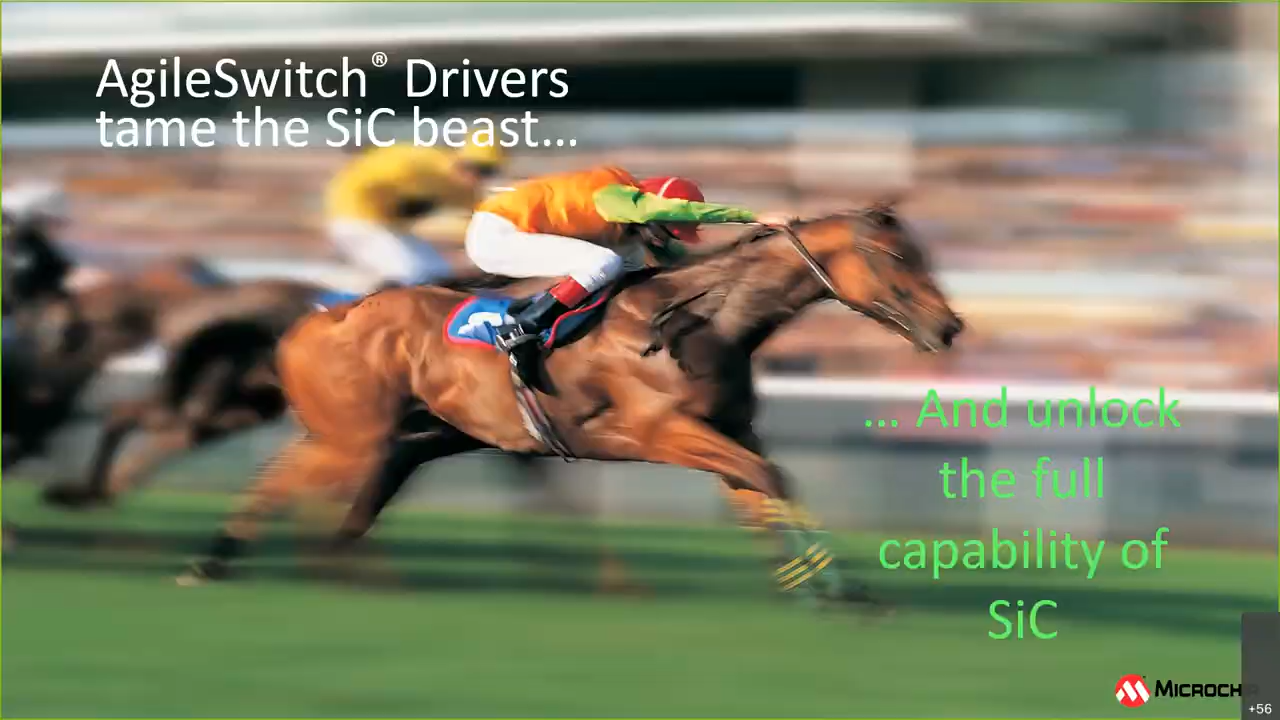 AgileSwitch® Drivers
tame the SiC beast...
... And unlock
the full
capability of
SiC
+56